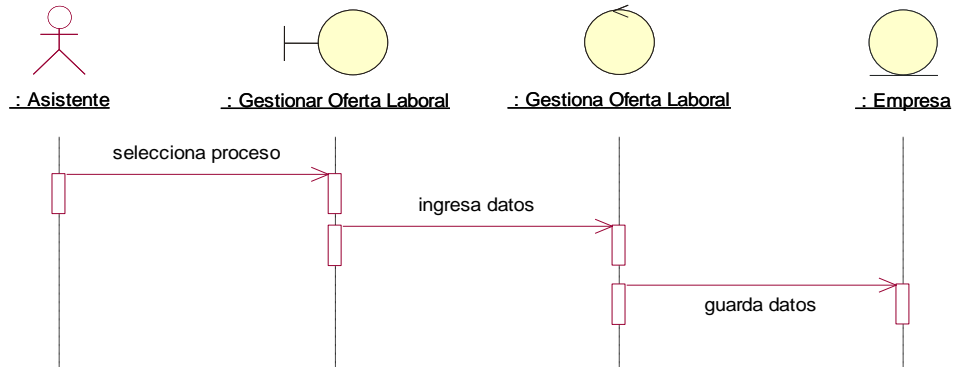 : Asistente
: Gestionar Oferta Laboral
: Gestiona Oferta Laboral
: Empresa
selecciona proceso
ingresa datos
guarda datos